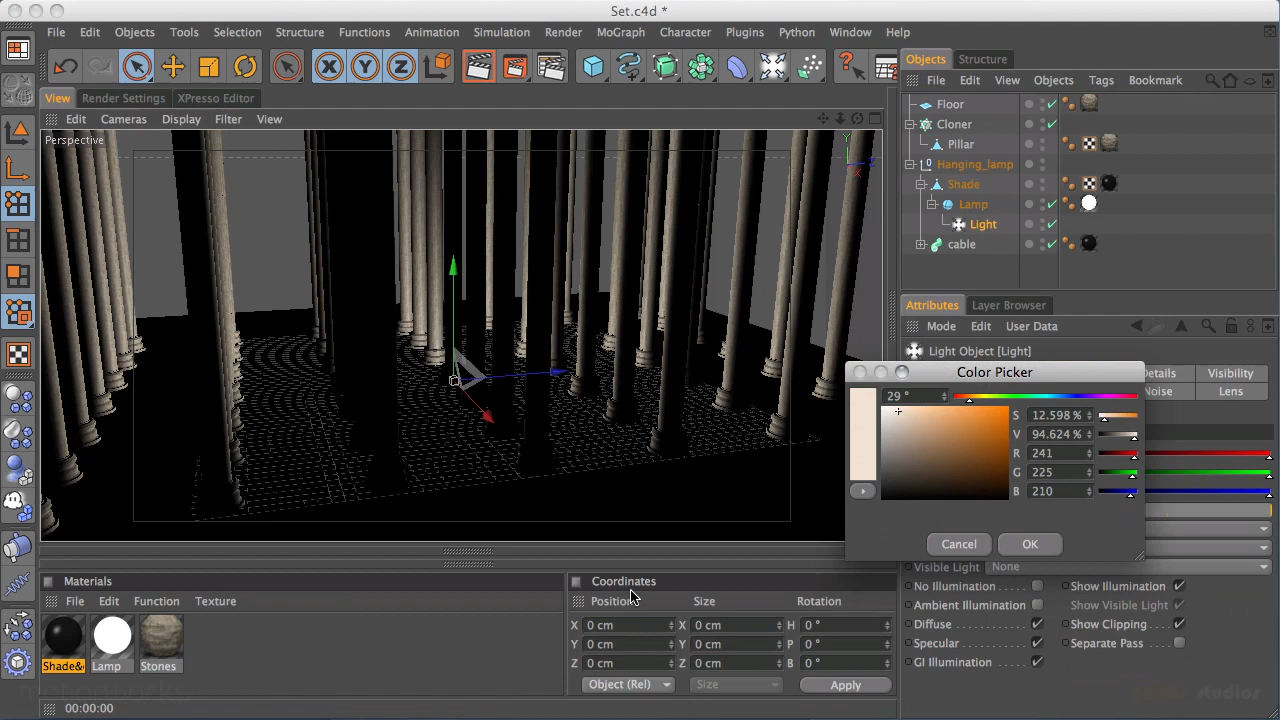 Set.c4d *
File Edit Objects Tools Selection Structure Functions Animation Simulation Render MoGraph Character Plugins Python Window Help
X Y Z
View Render Settings XPresso Editor
Edit Cameras Display Filter View
Perspective
Y
Z
X
Objects Structure
File Edit View Objects Tags Bookmark
Floor
Cloner
Pillar
Hanging_lamp
Shade
Lamp
Light
cable
Attributes Layer Browser
Mode Edit User Data
Light Object [Light]
Details Visibility
Noise Lens
Color Picker
29 °
S 12.598 %
V 94.624 %
R 241
G 225
B 210
Cancel OK
Visible Light None
No Illumination Show Illumination
Ambient Illumination Show Visible Light
Diffuse Show Clipping
Specular Separate Pass
GI Illumination
Materials
File Edit Function Texture
Shade& Lamp Stones
Coordinates
Position Size Rotation
X 0 cm X 0 cm H 0 °
Y 0 cm Y 0 cm P 0 °
Z 0 cm Z 0 cm B 0 °
Object (Rel) Size Apply
00:00:00
studios